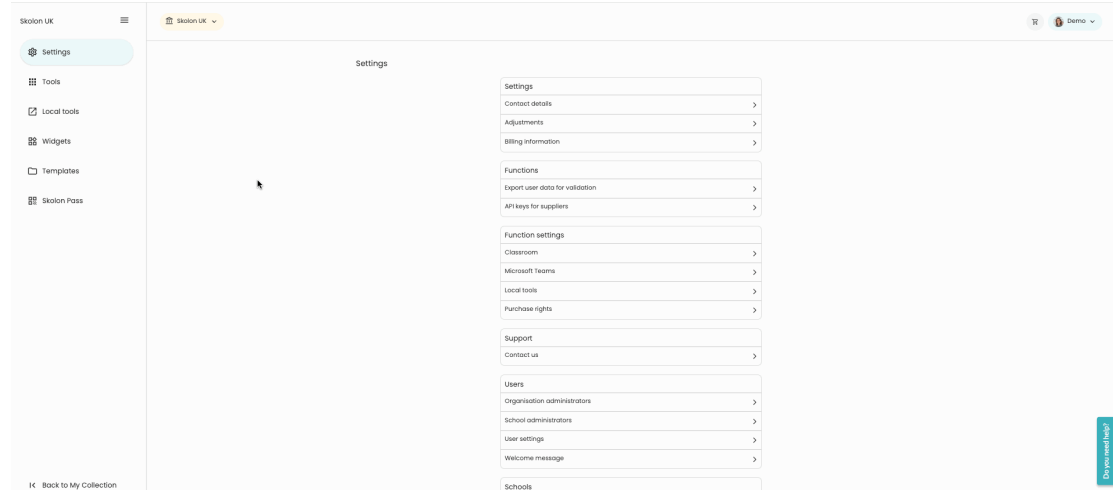 Skolon UK
Skolon UK
Demo
Settings
Tools
Local tools
Widgets
Templates
Skolon Pass
Back to My Collection
Settings
Settings
Contact details
Adjustments
Billing information
Functions
Export user data for validation
API keys for suppliers
Function settings
Classroom
Microsoft Teams
Local tools
Purchase rights
Support
Contact us
Users
Organisation administrators
School administrators
User settings
Welcome message
Schools
Do you need help?